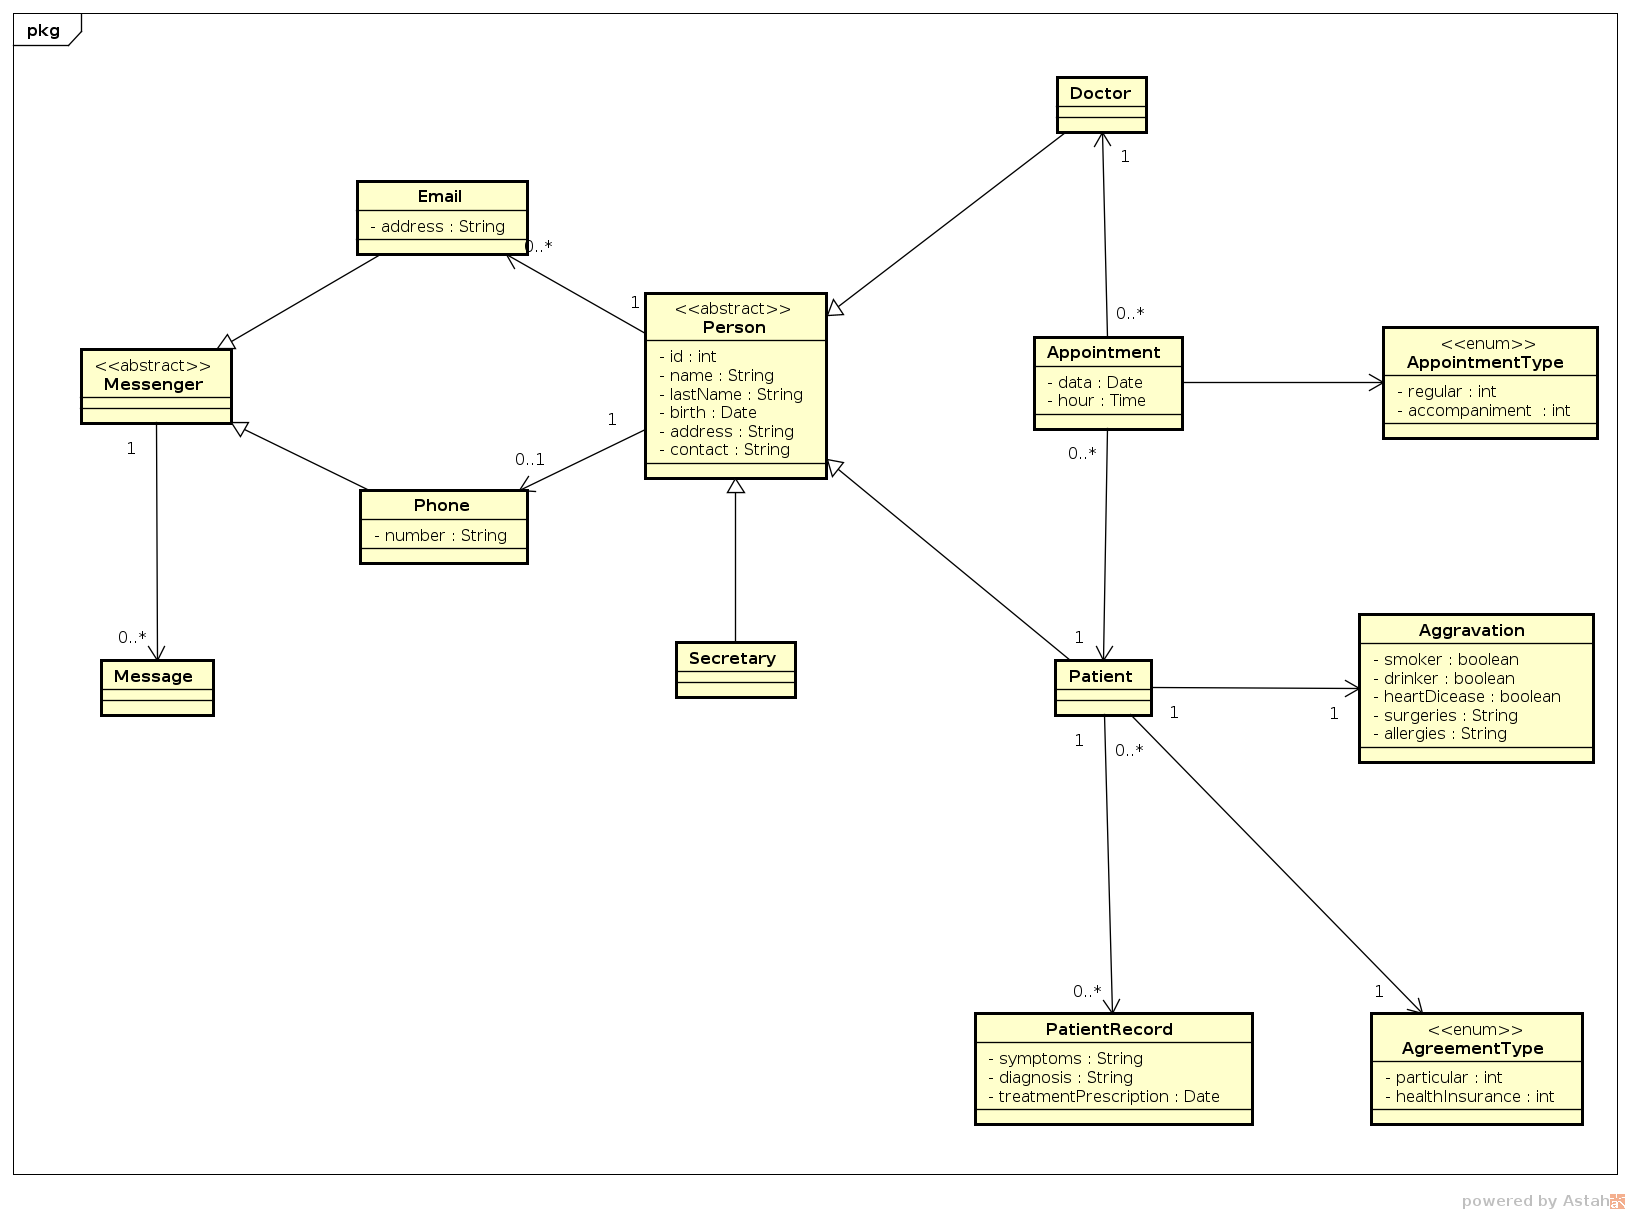 pkg
Doctor
1
Email
- address : String
0..*
1
<<abstract>>
Person
- id : int
- name : String
- lastName : String
- birth : Date
- address : String
- contact : String
0..*
Appointment
- data : Date
- hour : Time
<<enum>>
AppointmentType
- regular : int
- accompaniment : int
<<abstract>>
Messenger
1
1
0..1
0..*
Phone
- number : String
0..*
Message
Secretary
1
Patient
1
1
Aggravation
- smoker : boolean
- drinker : boolean
- heartDicease : boolean
- surgeries : String
- allergies : String
1
0..*
0..*
1
PatientRecord
- symptoms : String
- diagnosis : String
- treatmentPrescription : Date
<<enum>>
AgreementType
- particular : int
- healthInsurance : int
powered by Astah